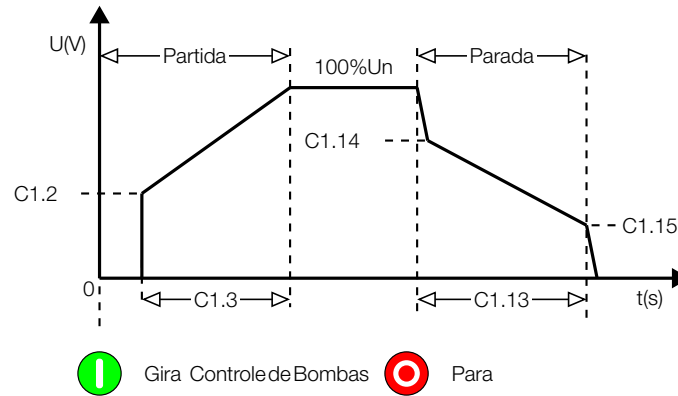 U(V)
Partida
100%Un
Parada
C1.14
C1.2
C1.15
0
C1.3
C1.13
t(s)
Gira Controle de Bombas
Para